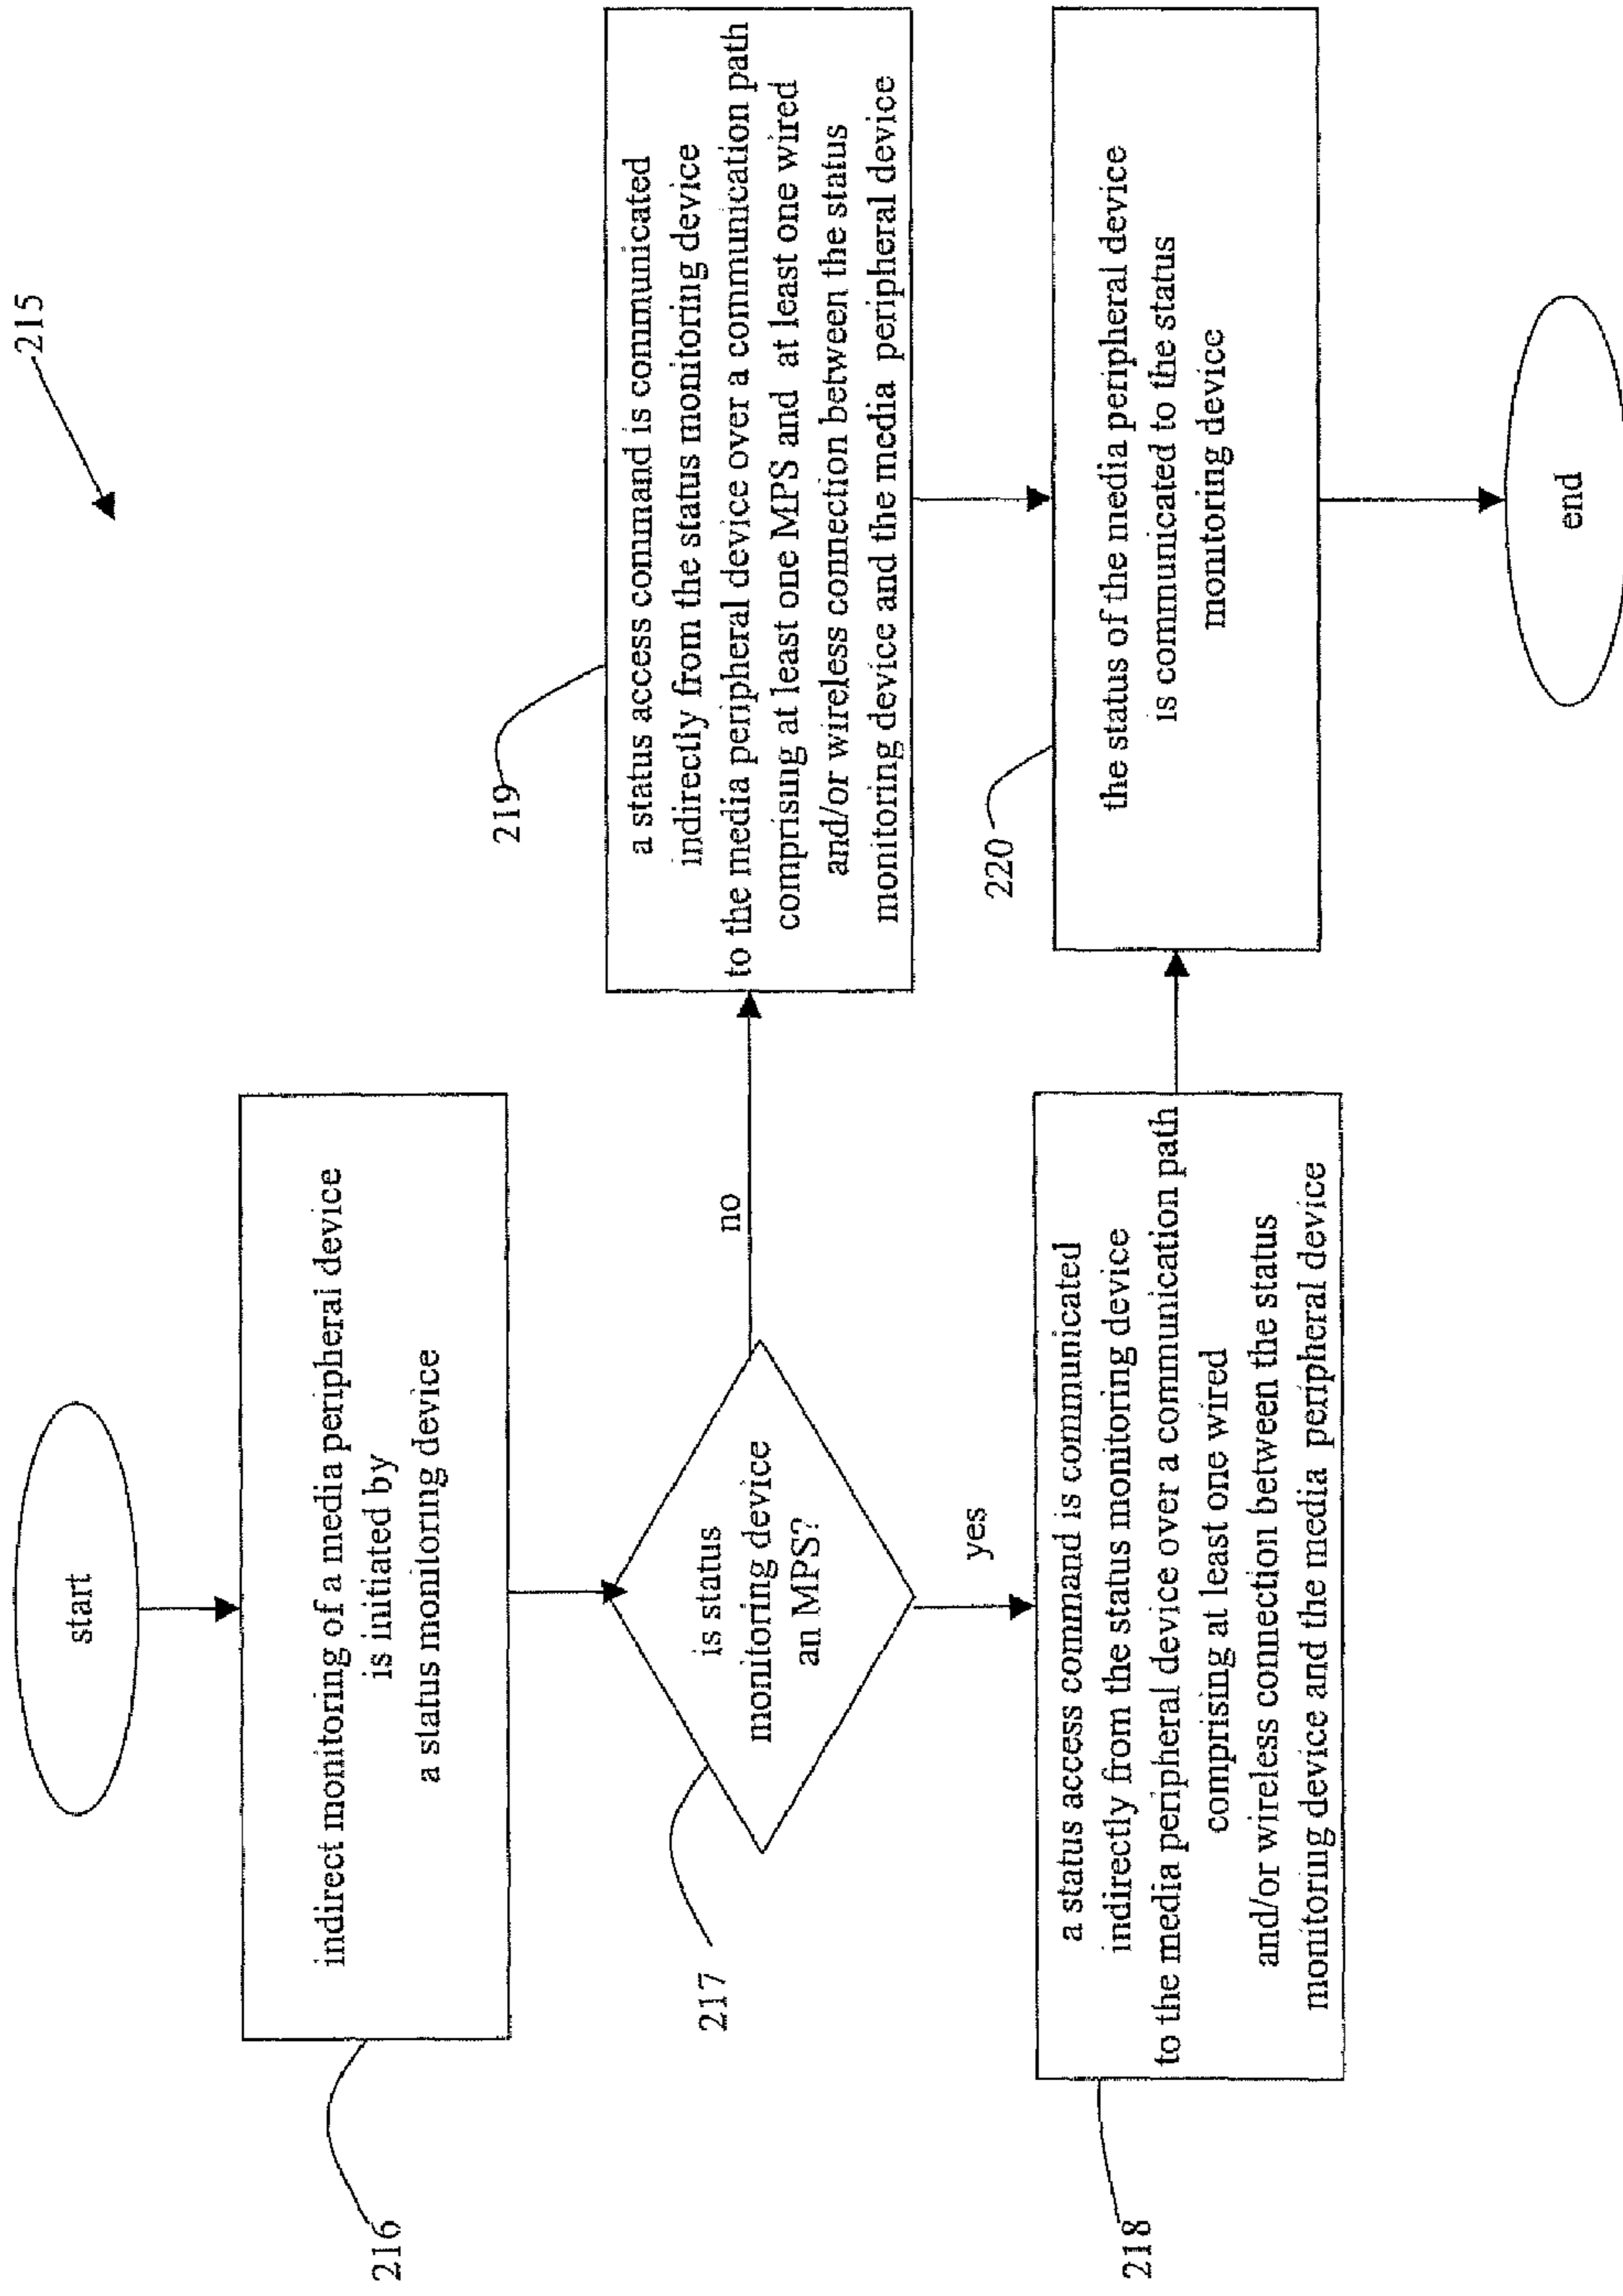 215
start
216
indirect monitoring of a media peripheral device
is initiated by
a status monitoring device
217
is status
monitoring device
an MPS?
no
yes
218
a status access command is communicated
indirectly from the status monitoring device
to the media peripheral device over a communication path
comprising at least one wired
and/or wireless connection between the status
monitoring device and the media peripheral device
219
a status access command is communicated
indirectly from the status monitoring device
to the media peripheral device over a communication path
comprising at least one MPS and at least one wired
and/or wireless connection between the status
monitoring device and the media peripheral device
220
the status of the media peripheral device
is communicated to the status
monitoring device
end